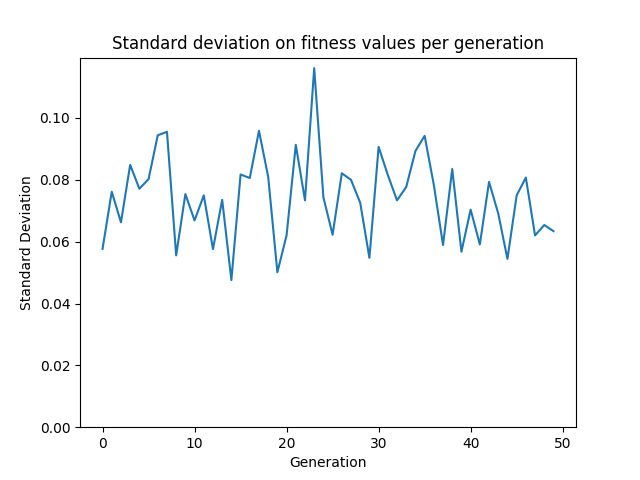 Standard deviation on fitness values per generation
0.10
0.08
0.06
0.04
0.02
0.00
Standard Deviation
0 10 20 30 40 50
Generation